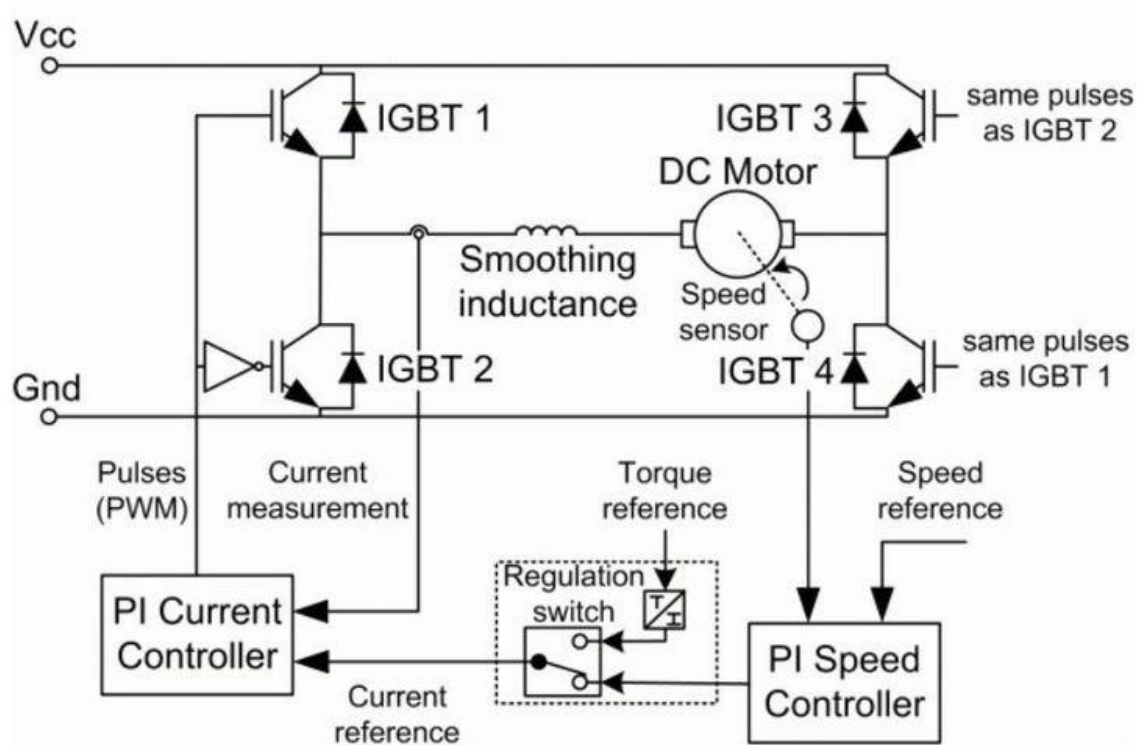 Vcc
IGBT 1
IGBT 3
same pulses
as IGBT 2
DC Motor
Smoothing
inductance
Speed
sensor
IGBT 2
IGBT 4
same pulses
as IGBT 1
Gnd
Pulses
(PWM)
Current
measurement
Torque
reference
Speed
reference
Regulation
switch
T
I
PI Current
Controller
PI Speed
Controller
Current
reference